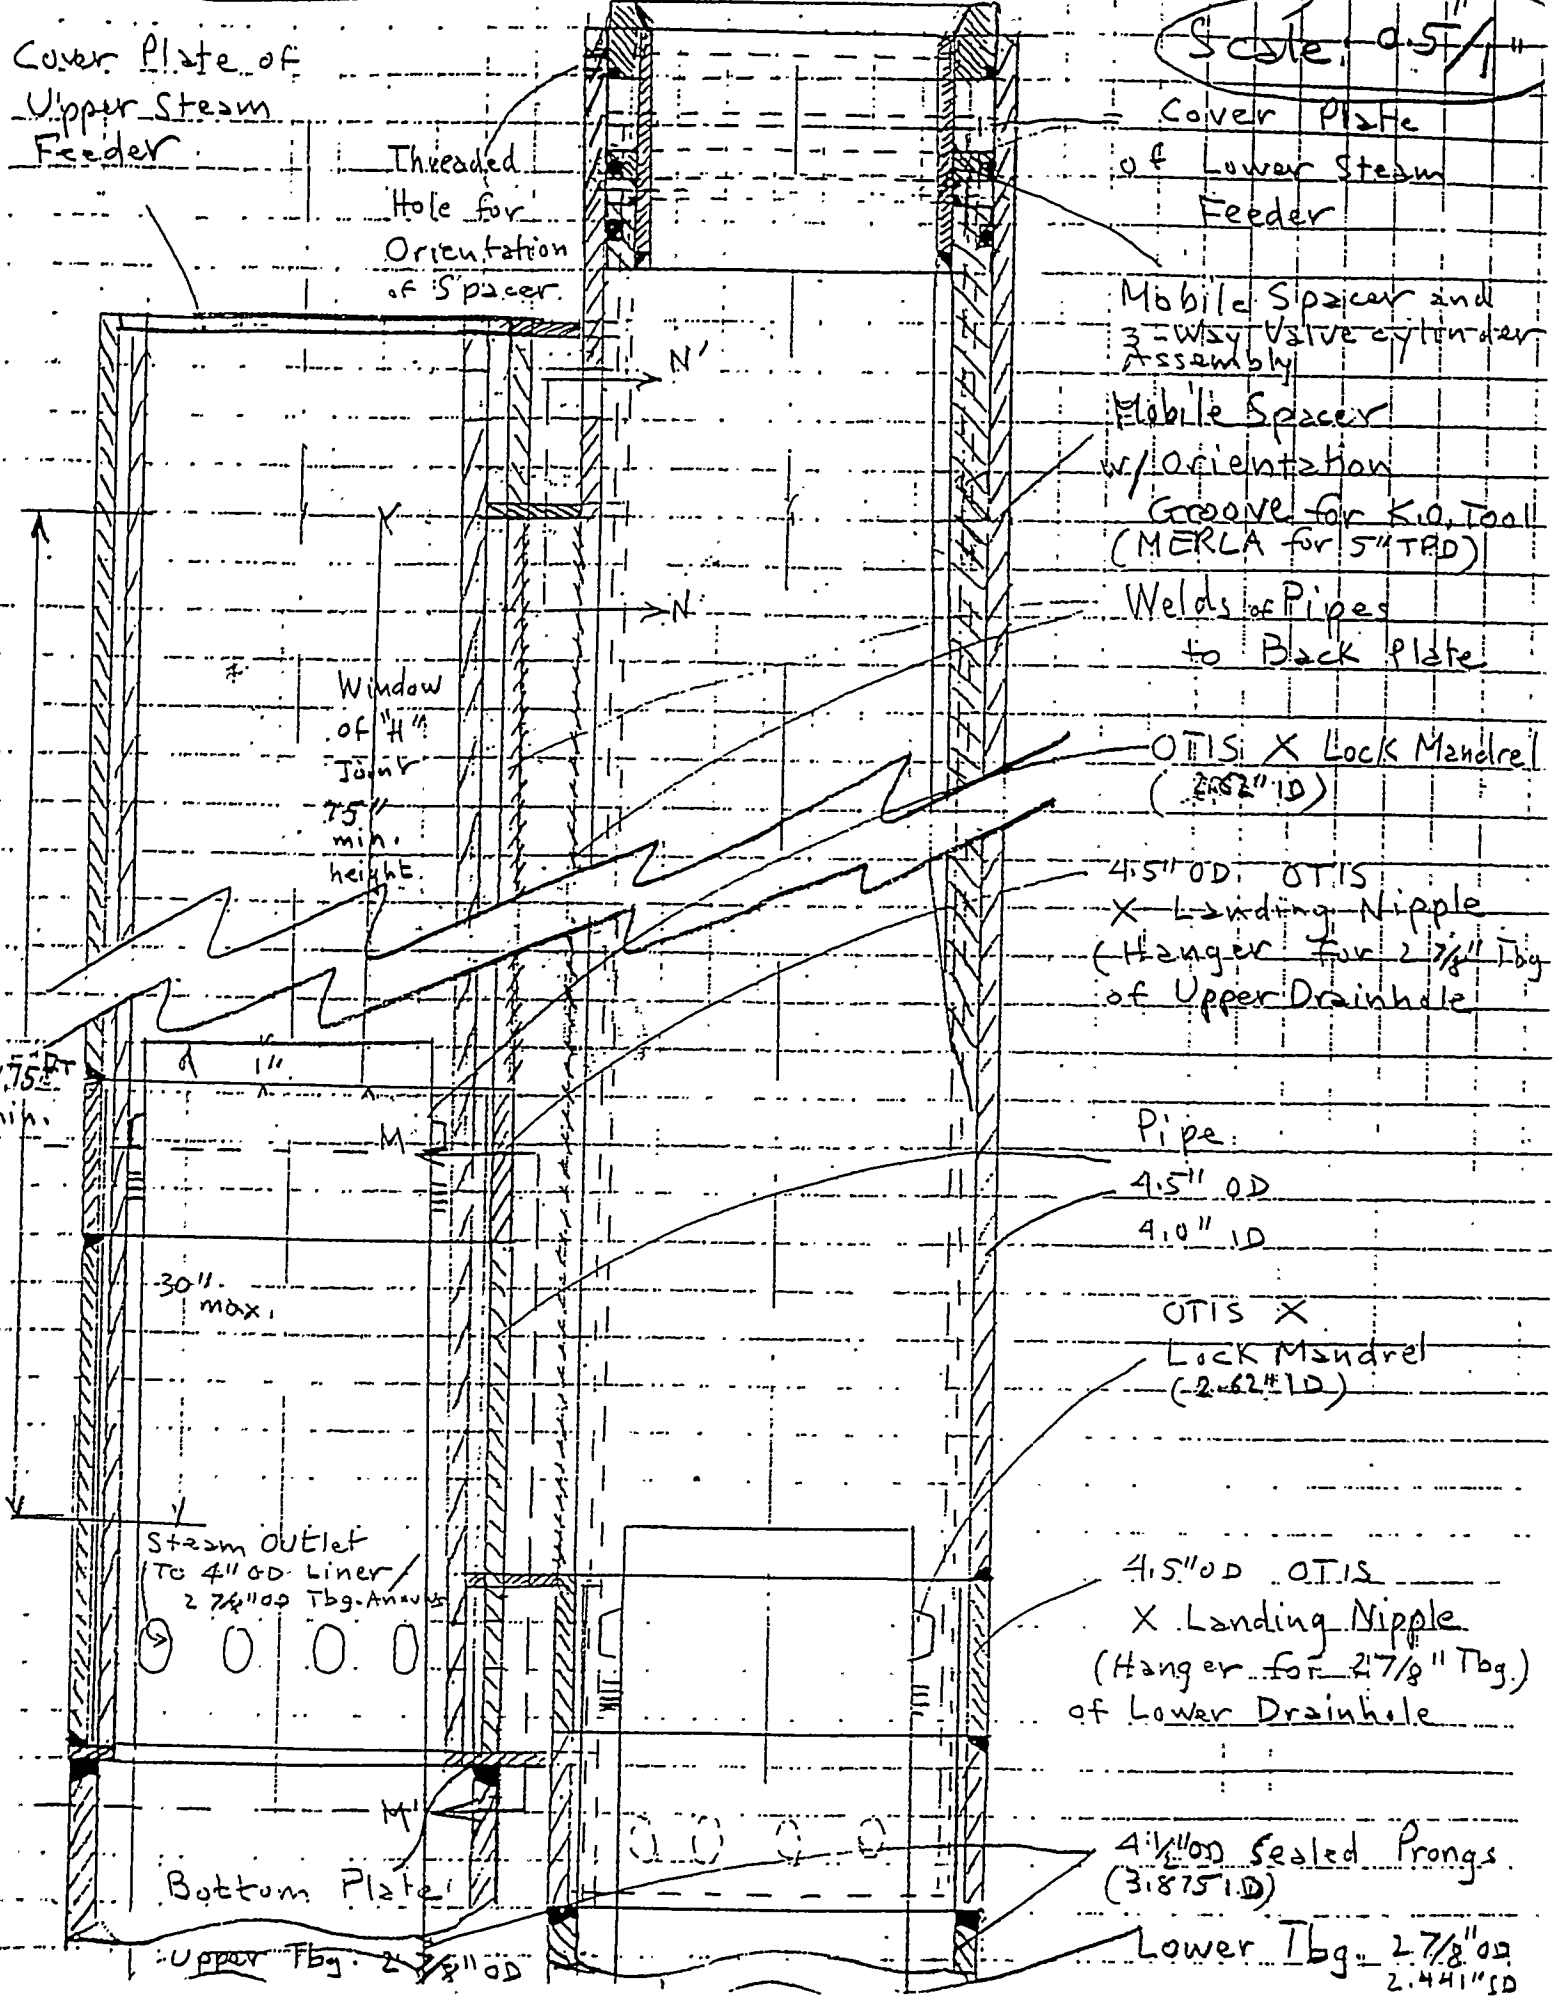 Scale: 0.5"/1"
Cover Plate of
Upper Steam
Feeder
Threaded
Hole for
Orientation
of Spacer
Cover Plate
of Lower Steam
Feeder
Mobile Spacer and
3-Way Valve cylinder
Assembly
Mobile Spacer
w/ Orientation
Groove for K.O. Tool
(MERLA for 5" TPD)
Welds of Pipes
to Back Plate
N'
N
Window
of "H"
Joint
75"
min.
height
OTIS X Lock Mandrel
(2.62" ID)
4.5" OD OTIS
X Landing Nipple
(Hanger for 2 7/8" Tbg
of Upper Drainhole
1"
min.
M
Pipe
4.5" OD
4.0" ID
30"
max.
OTIS X
Lock Mandrel
(2.62" ID)
Steam Outlet
To 4" OD Liner
2 7/8" OD Tbg. Annulus
4.5" OD OTIS
X Landing Nipple
(Hanger for 2 7/8" Tbg.)
of Lower Drainhole
M'
Bottom Plate
4 1/2" OD Sealed Prongs
(3.875 I.D)
Upper Tbg. 2 7/8" OD
Lower Tbg. 2 7/8" OD
2.441" ID